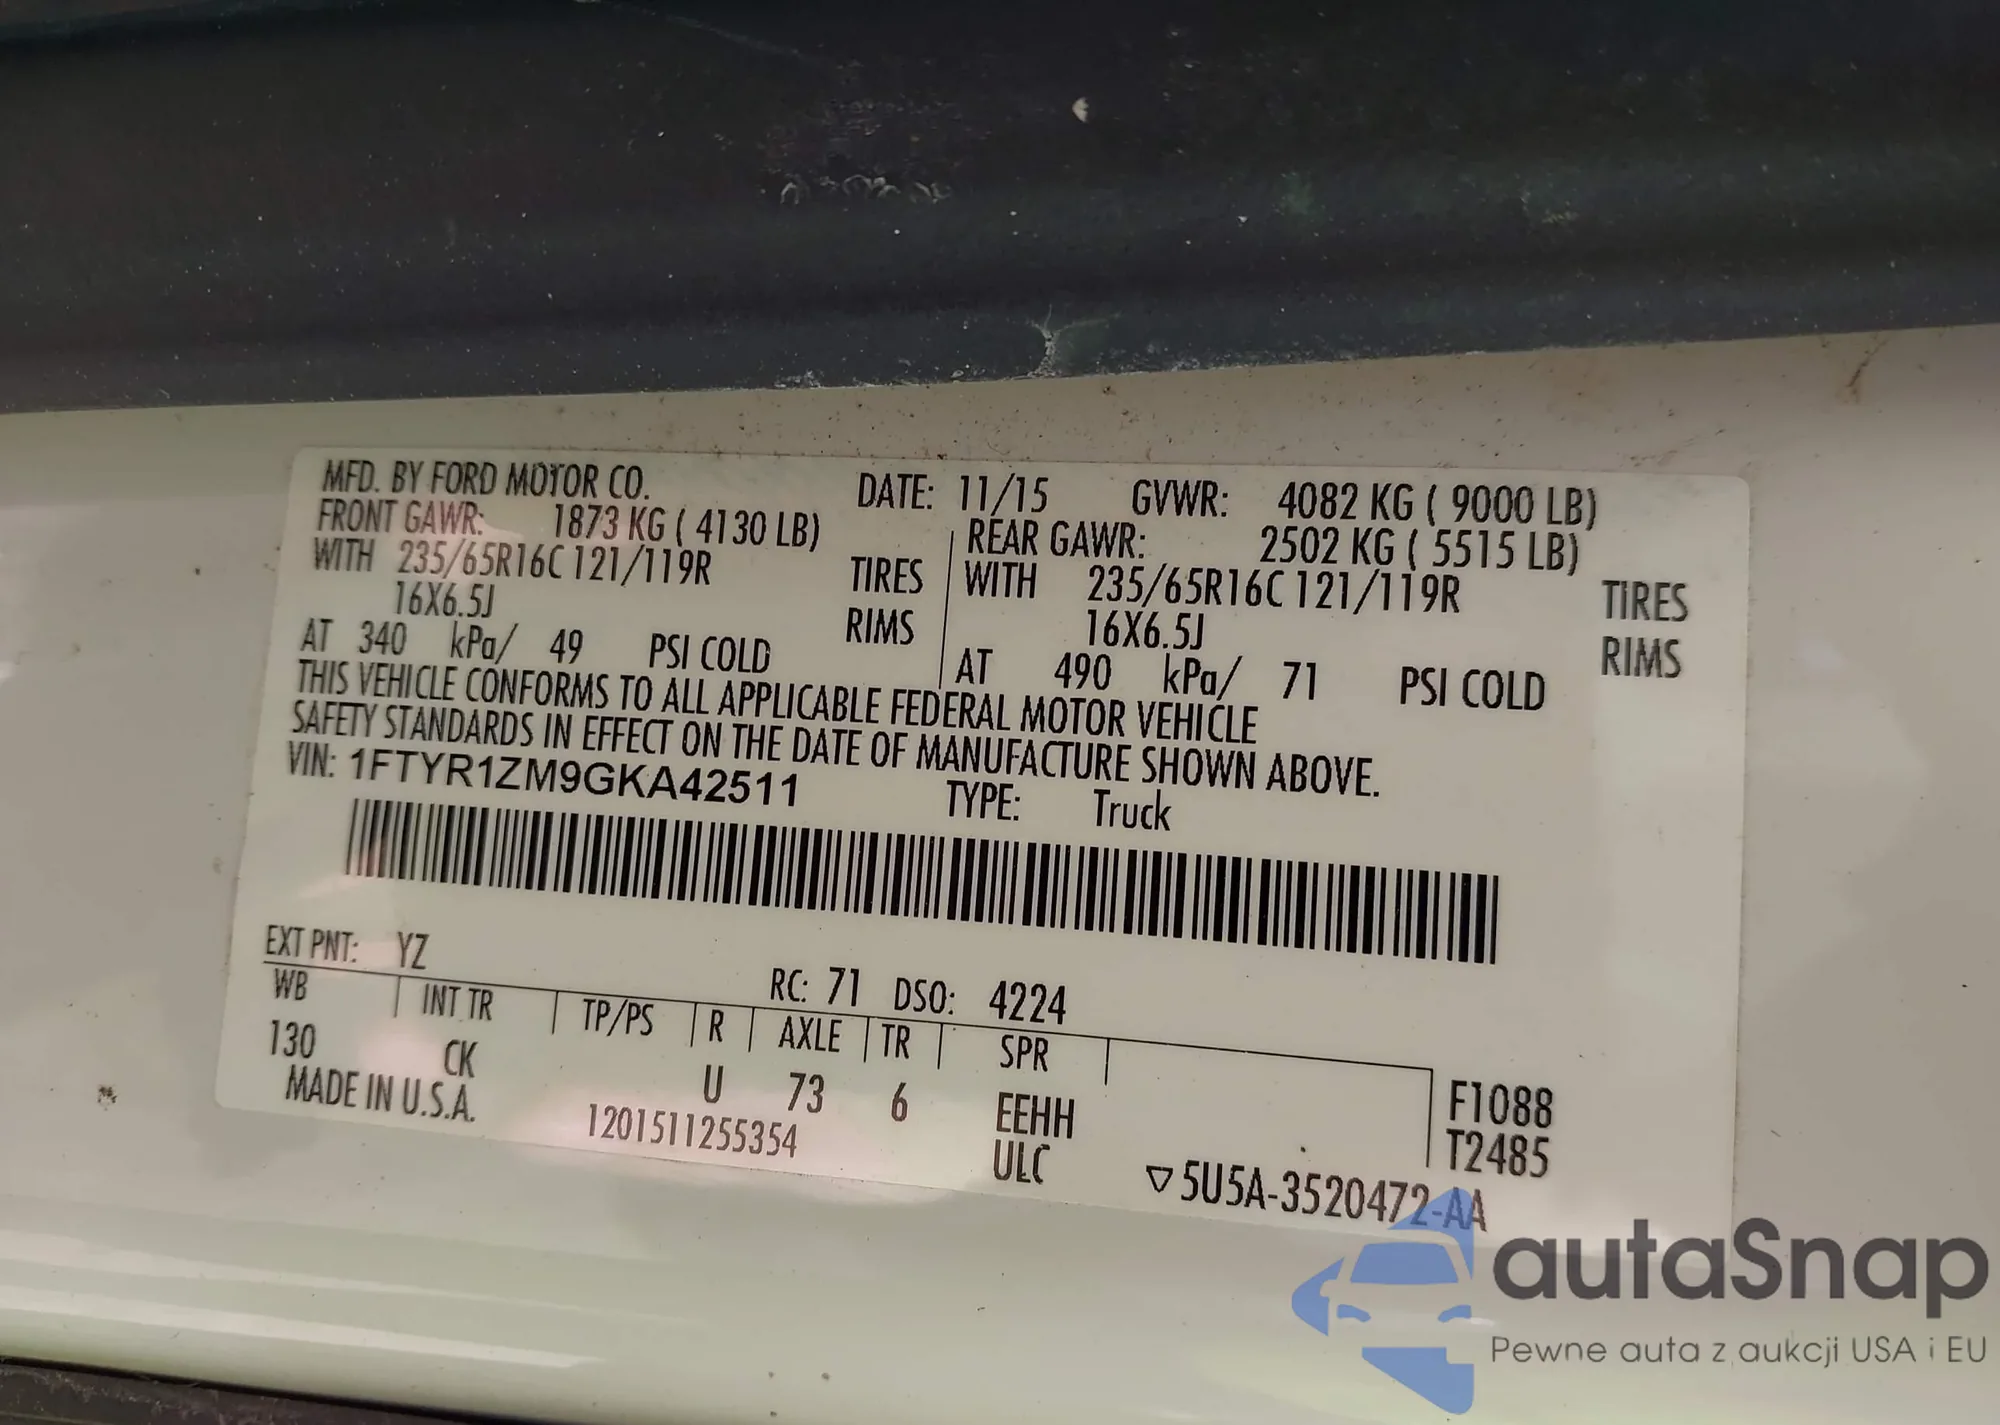 MFD. BY FORD MOTOR CO. DATE: 11/15 GVWR: 4082 KG ( 9000 LB)
FRONT GAWR: 1873 KG ( 4130 LB) REAR GAWR: 2502 KG ( 5515 LB)
WITH 235/65R16C 121/119R TIRES WITH 235/65R16C 121/119R TIRES
16X6.5J RIMS 16X6.5J RIMS
AT 340 kPa/ 49 PSI COLD AT 490 kPa/ 71 PSI COLD
THIS VEHICLE CONFORMS TO ALL APPLICABLE FEDERAL MOTOR VEHICLE
SAFETY STANDARDS IN EFFECT ON THE DATE OF MANUFACTURE SHOWN ABOVE.
VIN: 1FTYR1ZM9GKA42511 TYPE: Truck
EXT PNT: YZ RC: 71 DSO: 4224
WB INT TR TP/PS R AXLE TR SPR
130 CK U 73 6 EEHH F1088
MADE IN U.S.A. 1201511255354 ULC T2485
▽5U5A-3520472-AA
autaSnap
Pewne auta z aukcji USA i EU